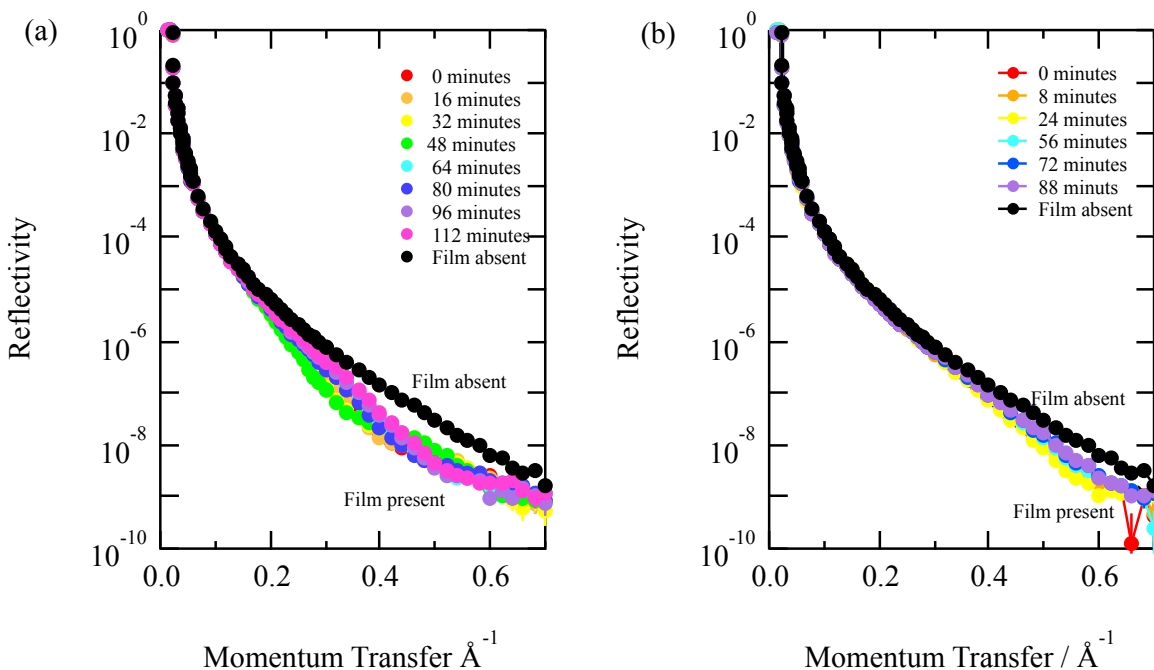 (a)
10^0
10^-2
10^-4
10^-6
10^-8
10^-10
Reflectivity
0 minutes
16 minutes
32 minutes
48 minutes
64 minutes
80 minutes
96 minutes
112 minutes
Film absent
Film absent
Film present
0.0 0.2 0.4 0.6
Momentum Transfer Å^-1
(b)
10^0
10^-2
10^-4
10^-6
10^-8
10^-10
Reflectivity
0 minutes
8 minutes
24 minutes
56 minutes
72 minutes
88 minuts
Film absent
Film absent
Film present
0.0 0.2 0.4 0.6
Momentum Transfer / Å^-1